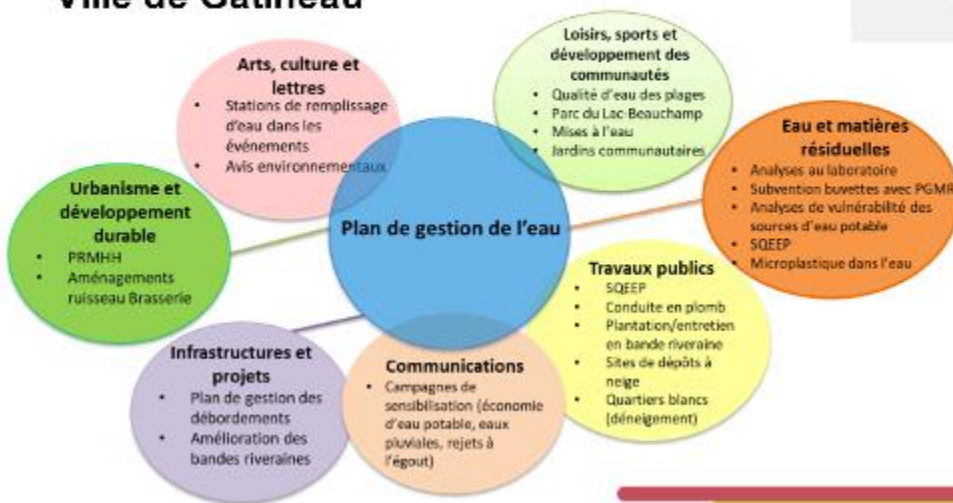 Ville de Gatineau
Arts, culture et
lettres
• Stations de remplissage
d'eau dans les
événements
• Avis environnementaux
Loisirs, sports et
développement des
communautés
• Qualité d'eau des plages
• Parc du Lac-Beauchamp
• Mises à l'eau
• Jardins communautaires
Eau et matières
résiduelles
• Analyses au laboratoire
• Subvention buvettes avec PGMR
• Analyses de vulnérabilité des
sources d'eau potable
• SQEEP
• Microplastique dans l'eau
Urbanisme et
développement
durable
• PRMHH
• Aménagements
ruisseau Brasserie
Plan de gestion de l'eau
Travaux publics
• SQEEP
• Conduite en plomb
• Plantation/entretien
en bande riveraine
• Sites de dépôts à
neige
• Quartiers blancs
(déneigement)
Infrastructures et
projets
• Plan de gestion des
débordements
• Amélioration des
bandes riveraines
Communications
• Campagnes de
sensibilisation (économie
d'eau potable, eaux
pluviales, rejets à
l'égout)